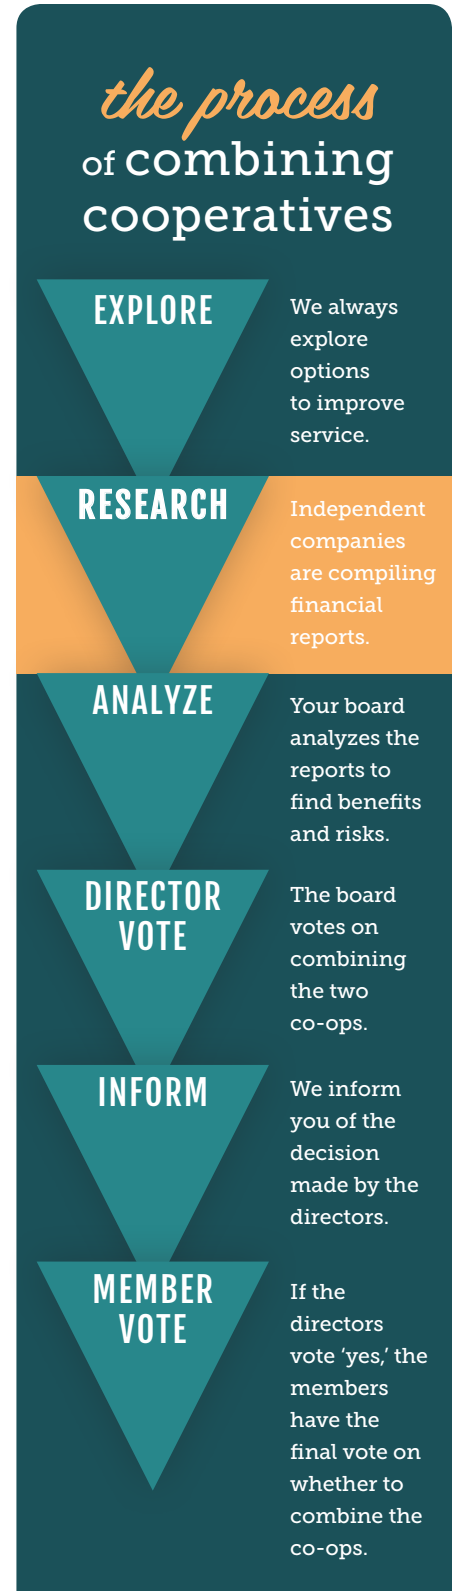 the process
of combining
cooperatives
EXPLORE
We always
explore
options
to improve
service.
RESEARCH
Independent
companies
are compiling
financial
reports.
ANALYZE
Your board
analyzes the
reports to
find benefits
and risks.
DIRECTOR
VOTE
The board
votes on
combining
the two
co-ops.
INFORM
We inform
you of the
decision
made by the
directors.
MEMBER
VOTE
If the
directors
vote ‘yes,’ the
members
have the
final vote on
whether to
combine the
co-ops.